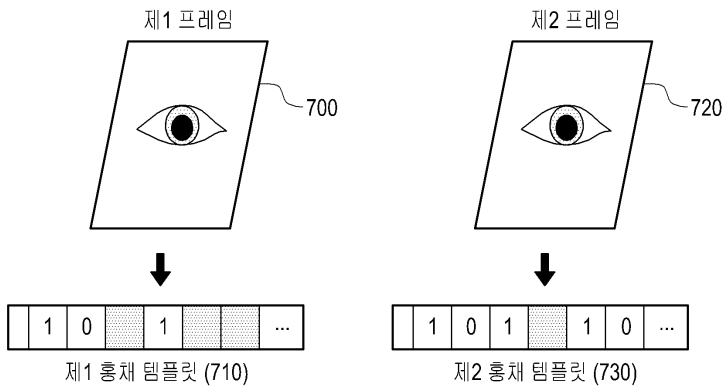 제1 프레임
제2 프레임
700
720
1 0 1 ...
1 0 1 1 0 ...
제1 홍채 템플릿 (710)
제2 홍채 템플릿 (730)